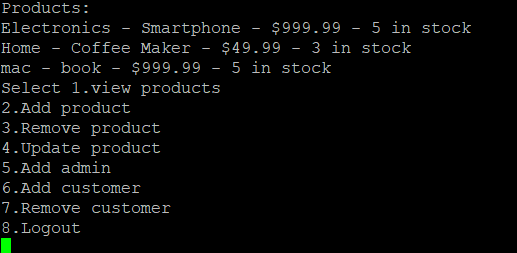 Products:
Electronics - Smartphone - $999.99 - 5 in stock
Home - Coffee Maker - $49.99 - 3 in stock
mac - book - $999.99 - 5 in stock
Select 1.view products
2.Add product
3.Remove product
4.Update product
5.Add admin
6.Add customer
7.Remove customer
8.Logout